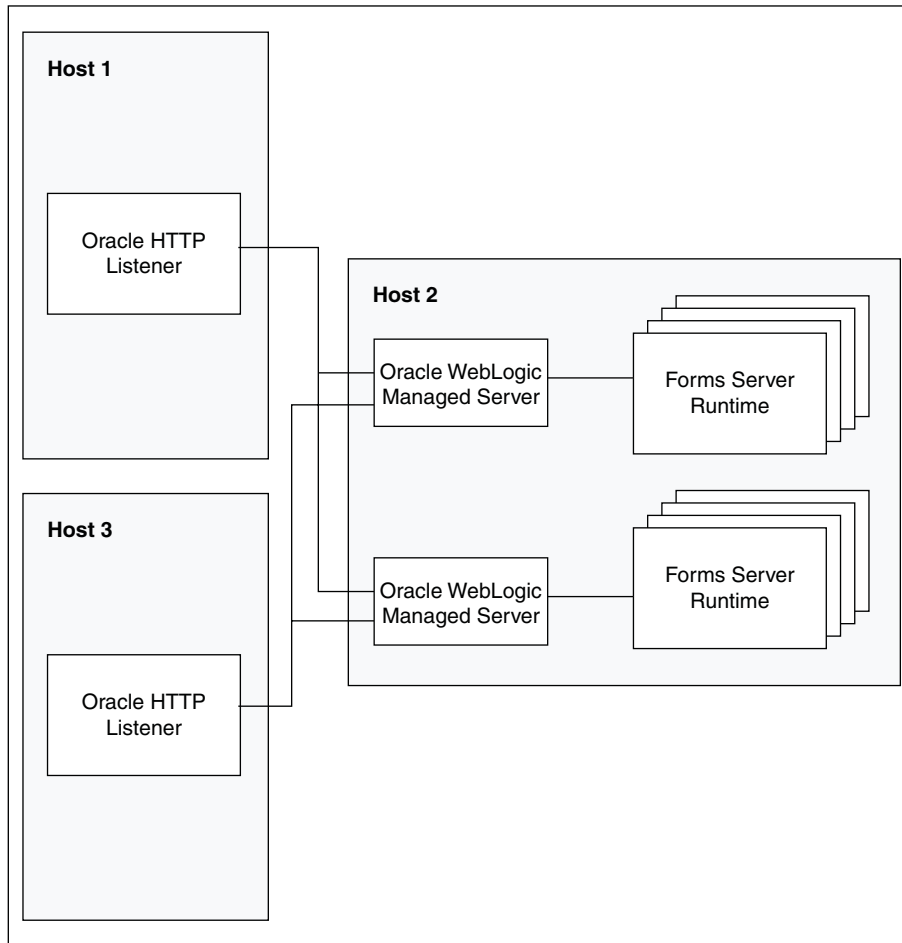 Host 1
Oracle HTTP
Listener
Host 2
Oracle WebLogic
Managed Server
Forms Server
Runtime
Host 3
Oracle WebLogic
Managed Server
Forms Server
Runtime
Oracle HTTP
Listener